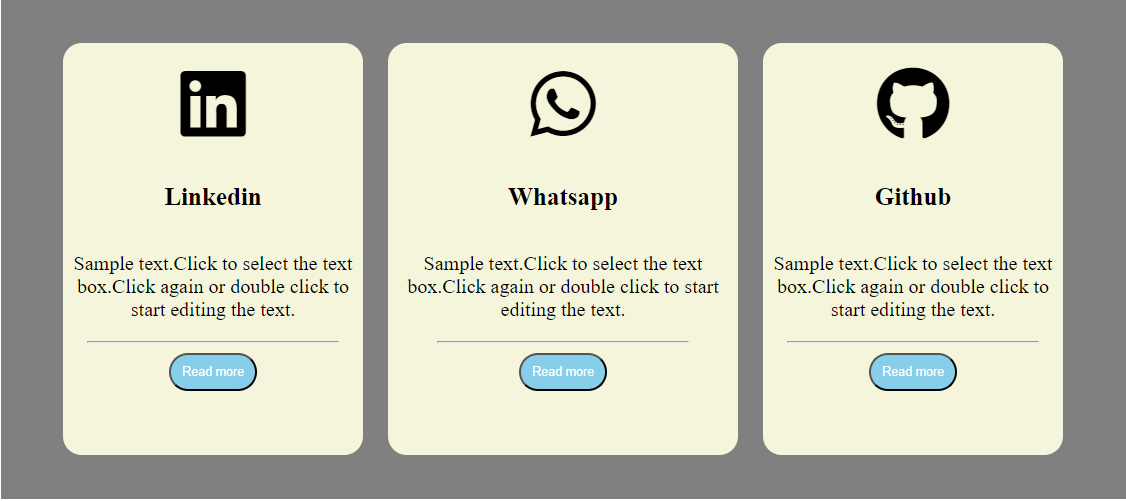 in
Linkedin
Sample text.Click to select the text
box.Click again or double click to
start editing the text.
Read more
Whatsapp
Sample text.Click to select the text
box.Click again or double click to start
editing the text.
Read more
Github
Sample text.Click to select the text
box.Click again or double click to
start editing the text.
Read more